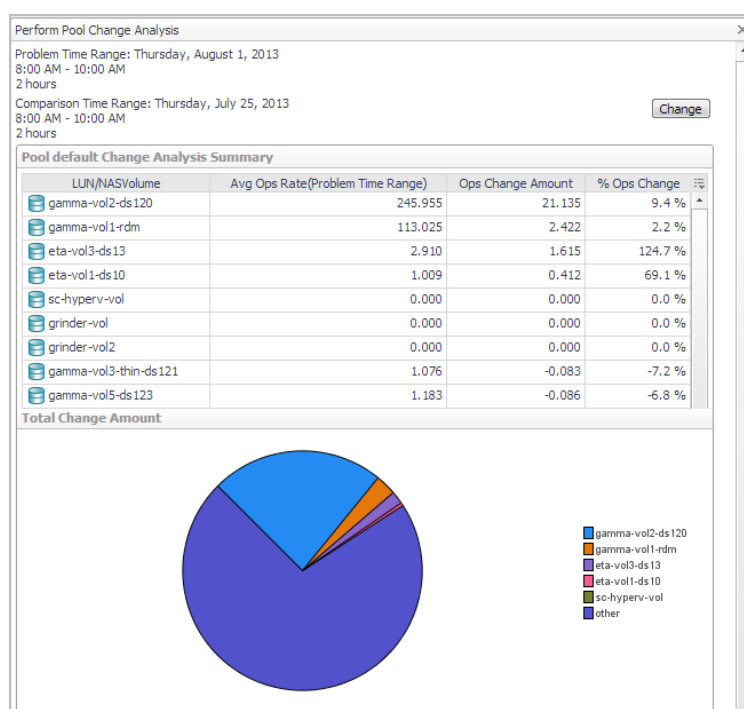 Perform Pool Change Analysis
Problem Time Range: Thursday, August 1, 2013
8:00 AM - 10:00 AM
2 hours
Comparison Time Range: Thursday, July 25, 2013
8:00 AM - 10:00 AM
Change
2 hours
Pool default Change Analysis Summary
LUN/NASVolume Avg Ops Rate(Problem Time Range) Ops Change Amount % Ops Change
gamma-vol2-ds120 245.955 21.135 9.4 %
gamma-vol1-rdm 113.025 2.422 2.2 %
eta-vol3-ds13 2.910 1.615 124.7 %
eta-vol1-ds10 1.009 0.412 69.1 %
sc-hyperv-vol 0.000 0.000 0.0 %
grinder-vol 0.000 0.000 0.0 %
grinder-vol2 0.000 0.000 0.0 %
gamma-vol3-thin-ds121 1.076 -0.083 -7.2 %
gamma-vol5-ds123 1.183 -0.086 -6.8 %
Total Change Amount
gamma-vol2-ds120
gamma-vol1-rdm
eta-vol3-ds13
eta-vol1-ds10
sc-hyperv-vol
other